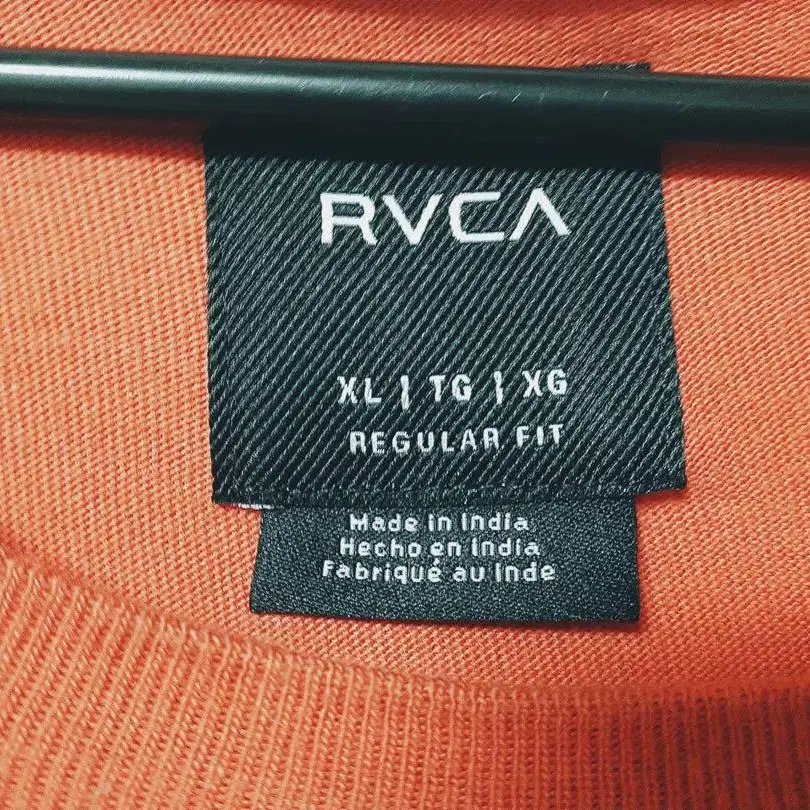 RVCA
XL | TG | XG
REGULAR FIT
Made in India
Hecho en India
Fabriqué au Inde